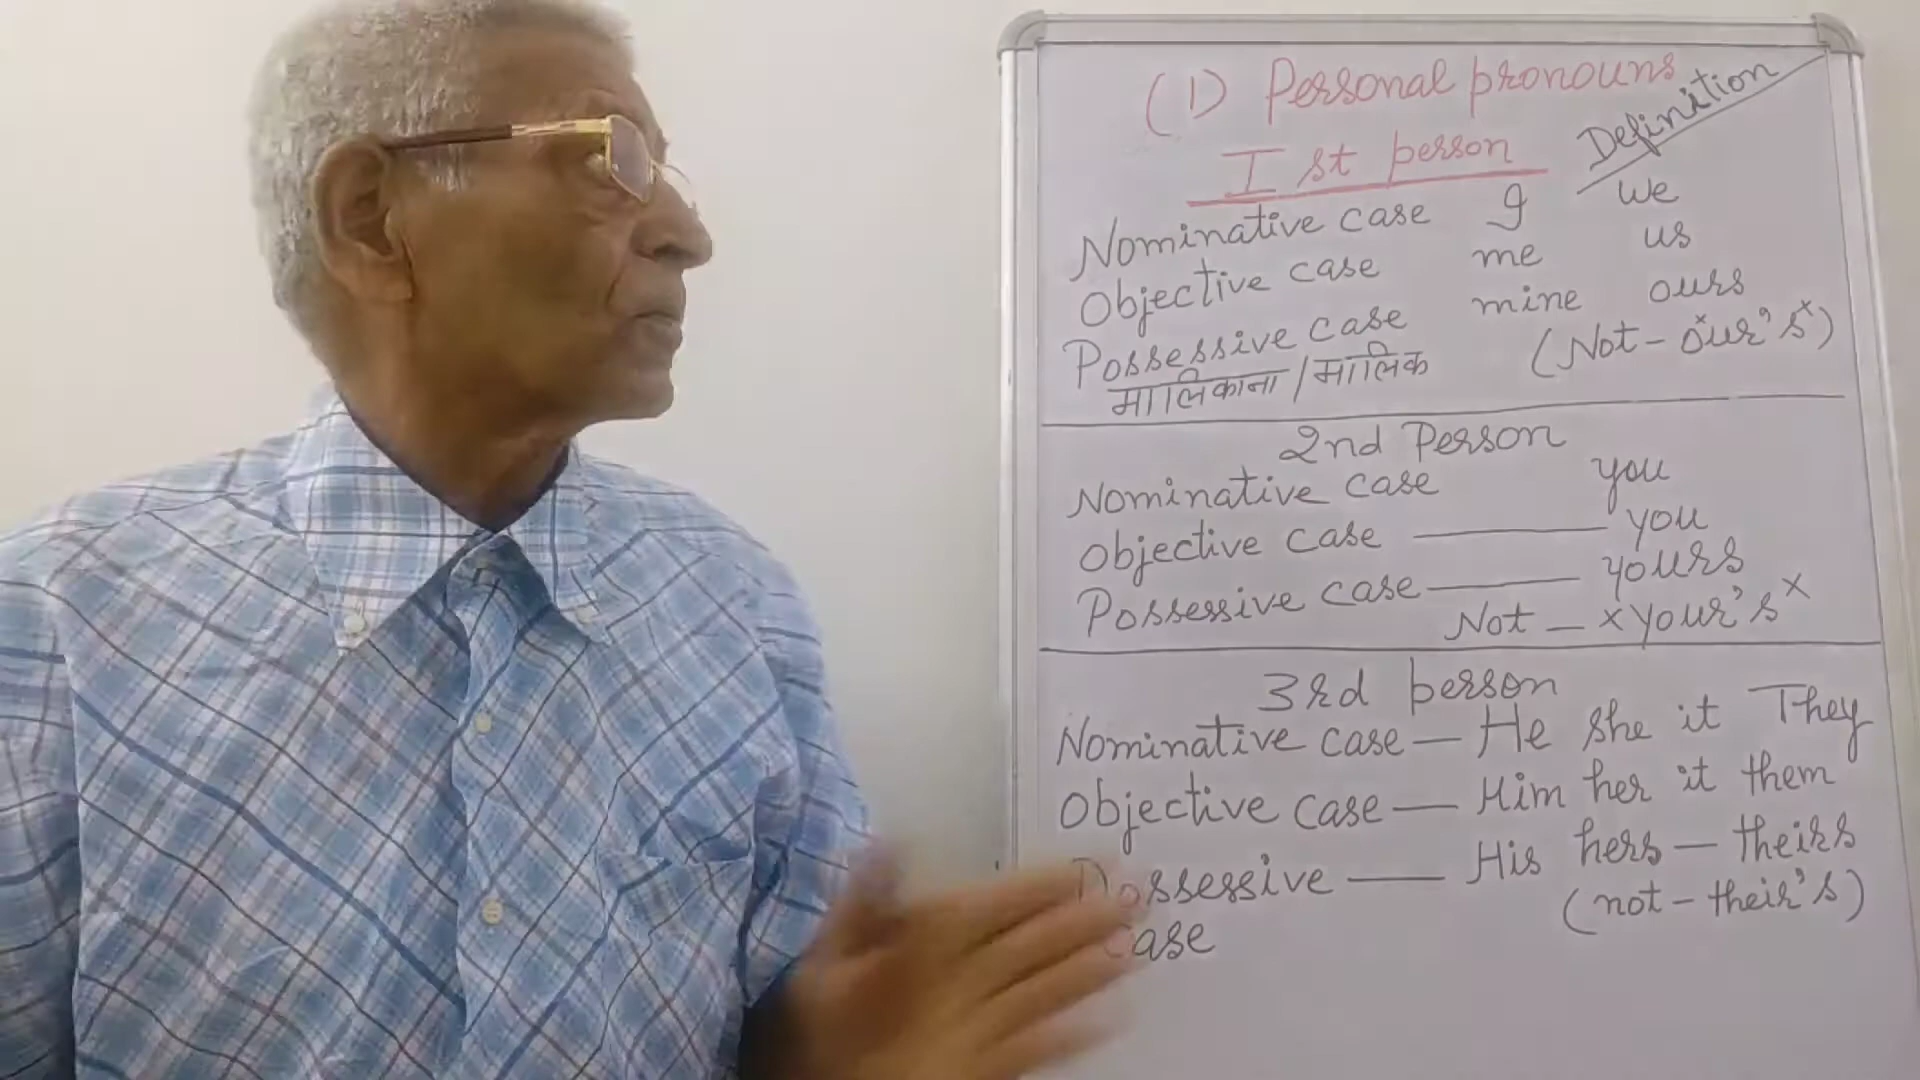 (1) Personal pronouns
Definition
Ist person
Nominative case I we
Objective case me us
Possessive case mine ours
मालिकाना / मालिक (Not - our's)
2nd Person
Nominative case you
Objective case — you
Possessive case — yours
Not — xyour's x
3rd person
Nominative case — He she it They
Objective case — Him her it them
Possessive — His hers — theirs
case (not - their's)